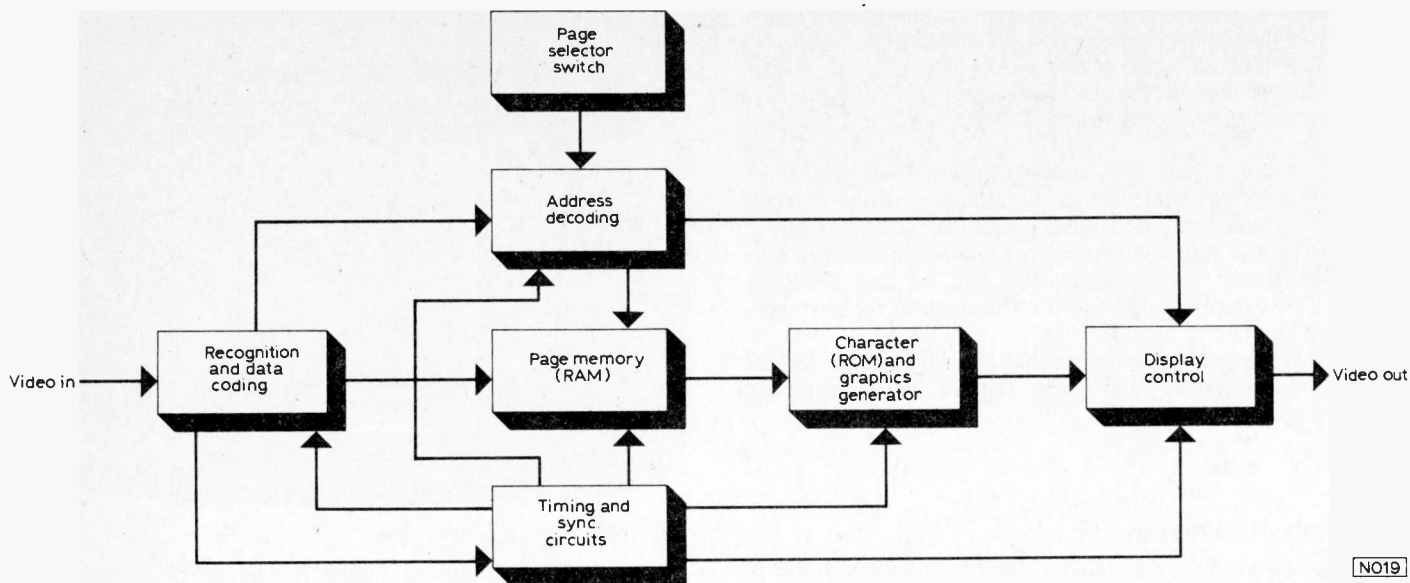 Page
selector
switch
Address
decoding
Recognition
and data
coding
Page memory
(RAM)
Character
(ROM) and
graphics
generator
Display
control
Video in
Video out
Timing and
sync.
circuits
NO19